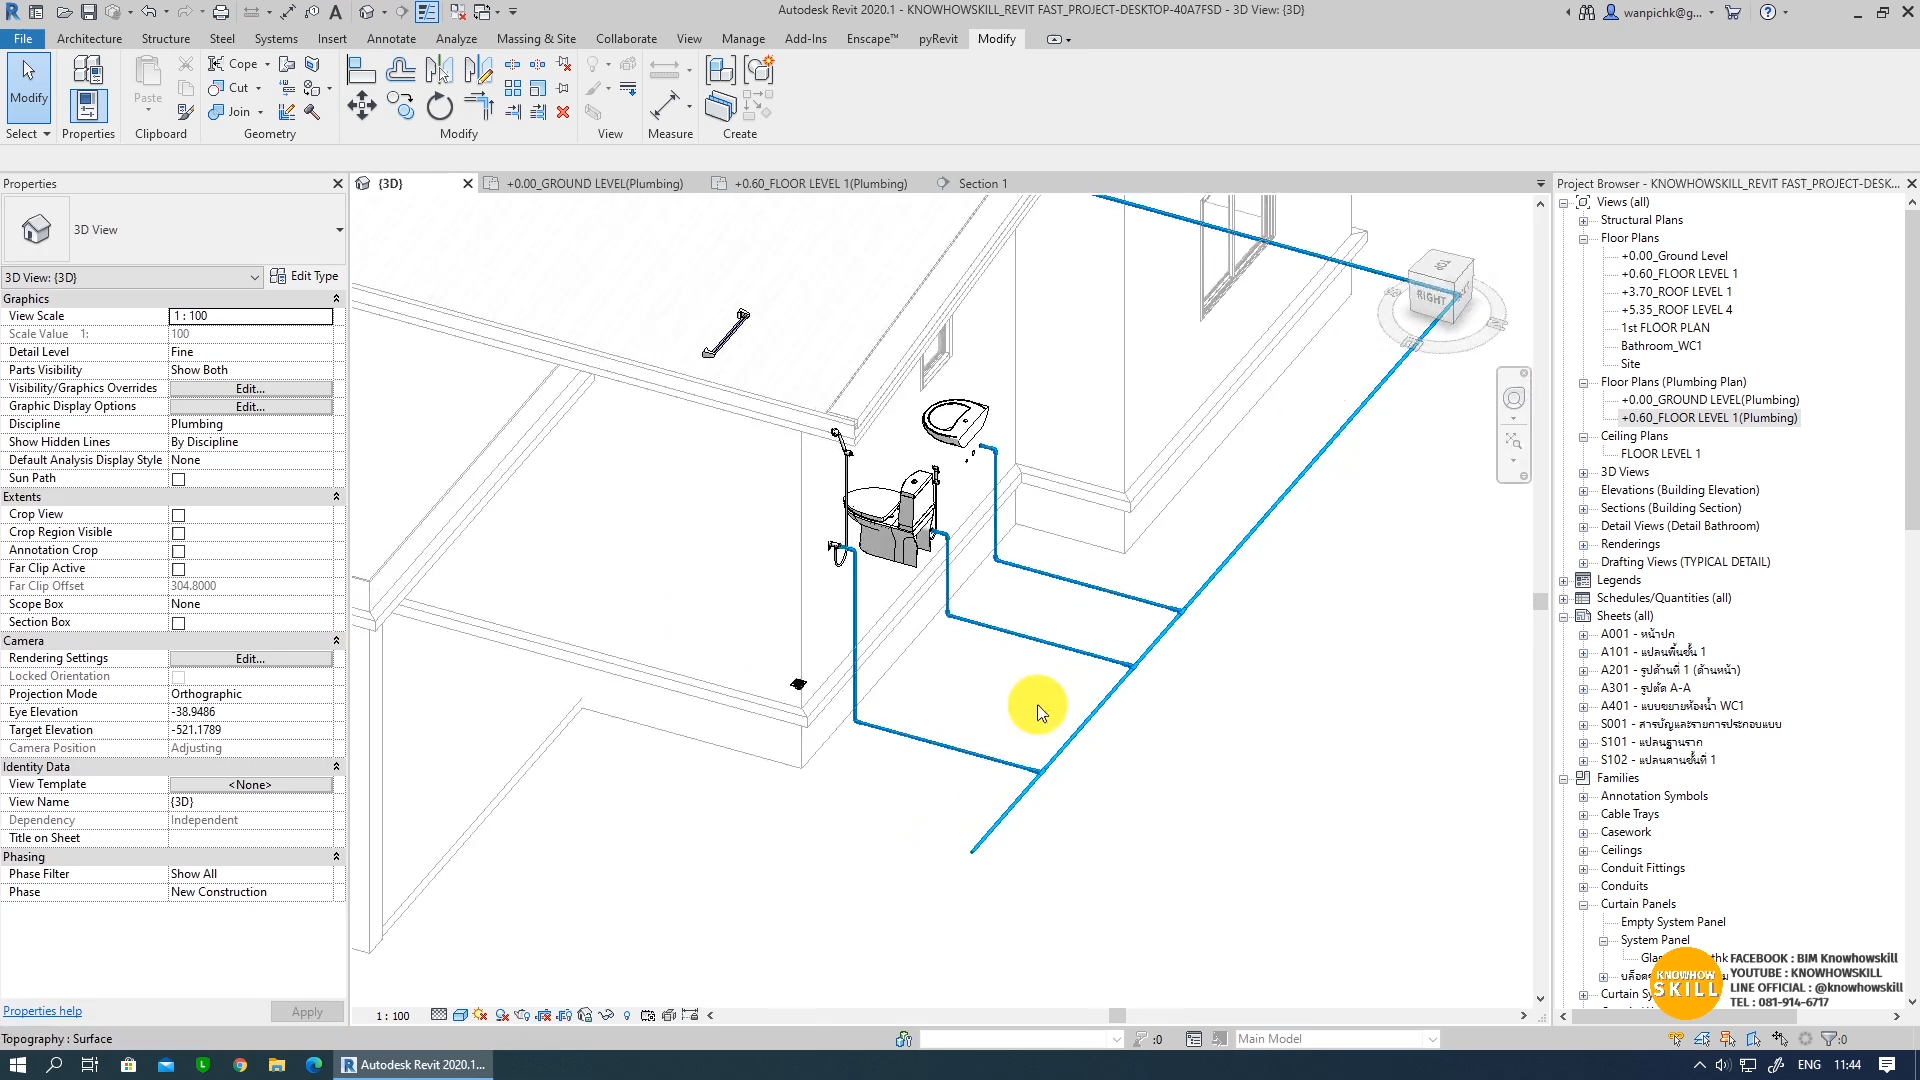 Autodesk Revit 2020.1 - KNOWHOWSKILL_REVIT FAST_PROJECT-DESKTOP-40A7FSD - 3D View: {3D}
wanpichk@g...
File Architecture Structure Steel Systems Insert Annotate Analyze Massing & Site Collaborate View Manage Add-Ins Enscape™ pyRevit Modify
Modify
Paste
Cope
Cut
Join
Select Properties Clipboard Geometry Modify View Measure Create
Properties
3D View
3D View: {3D}
Edit Type
Graphics
View Scale 1 : 100
Scale Value 1: 100
Detail Level Fine
Parts Visibility Show Both
Visibility/Graphics Overrides Edit...
Graphic Display Options Edit...
Discipline Plumbing
Show Hidden Lines By Discipline
Default Analysis Display Style None
Sun Path
Extents
Crop View
Crop Region Visible
Annotation Crop
Far Clip Active
Far Clip Offset 304.8000
Scope Box None
Section Box
Camera
Rendering Settings Edit...
Locked Orientation
Projection Mode Orthographic
Eye Elevation -38.9486
Target Elevation -521.1789
Camera Position Adjusting
Identity Data
View Template <None>
View Name {3D}
Dependency Independent
Title on Sheet
Phasing
Phase Filter Show All
Phase New Construction
Properties help
Apply
{3D}
+0.00_GROUND LEVEL(Plumbing)
+0.60_FLOOR LEVEL 1(Plumbing)
Section 1
TOP
RIGHT
1 : 100
Project Browser - KNOWHOWSKILL_REVIT FAST_PROJECT-DESK...
Views (all)
Structural Plans
Floor Plans
+0.00_Ground Level
+0.60_FLOOR LEVEL 1
+3.70_ROOF LEVEL 1
+5.35_ROOF LEVEL 4
1st FLOOR PLAN
Bathroom_WC1
Site
Floor Plans (Plumbing Plan)
+0.00_GROUND LEVEL(Plumbing)
+0.60_FLOOR LEVEL 1(Plumbing)
Ceiling Plans
FLOOR LEVEL 1
3D Views
Elevations (Building Elevation)
Sections (Building Section)
Detail Views (Detail Bathroom)
Renderings
Drafting Views (TYPICAL DETAIL)
Legends
Schedules/Quantities (all)
Sheets (all)
A001 - หน้าปก
A101 - แปลนพื้นชั้น 1
A201 - รูปด้านที่ 1 (ด้านหน้า)
A301 - รูปตัด A-A
A401 - แบบขยายห้องน้ำ WC1
S001 - สารบัญและรายการประกอบแบบ
S101 - แปลนฐานราก
S102 - แปลนคานชั้นที่ 1
Families
Annotation Symbols
Cable Trays
Casework
Ceilings
Conduit Fittings
Conduits
Curtain Panels
Empty System Panel
System Panel
Curtain Sy
KNOWHOW
SKILL
FACEBOOK : BIM Knowhowskill
YOUTUBE : KNOWHOWSKILL
LINE OFFICIAL : @knowhowskill
TEL : 081-914-6717
Topography : Surface
:0
Main Model
:0
Autodesk Revit 2020.1...
ENG 11:44